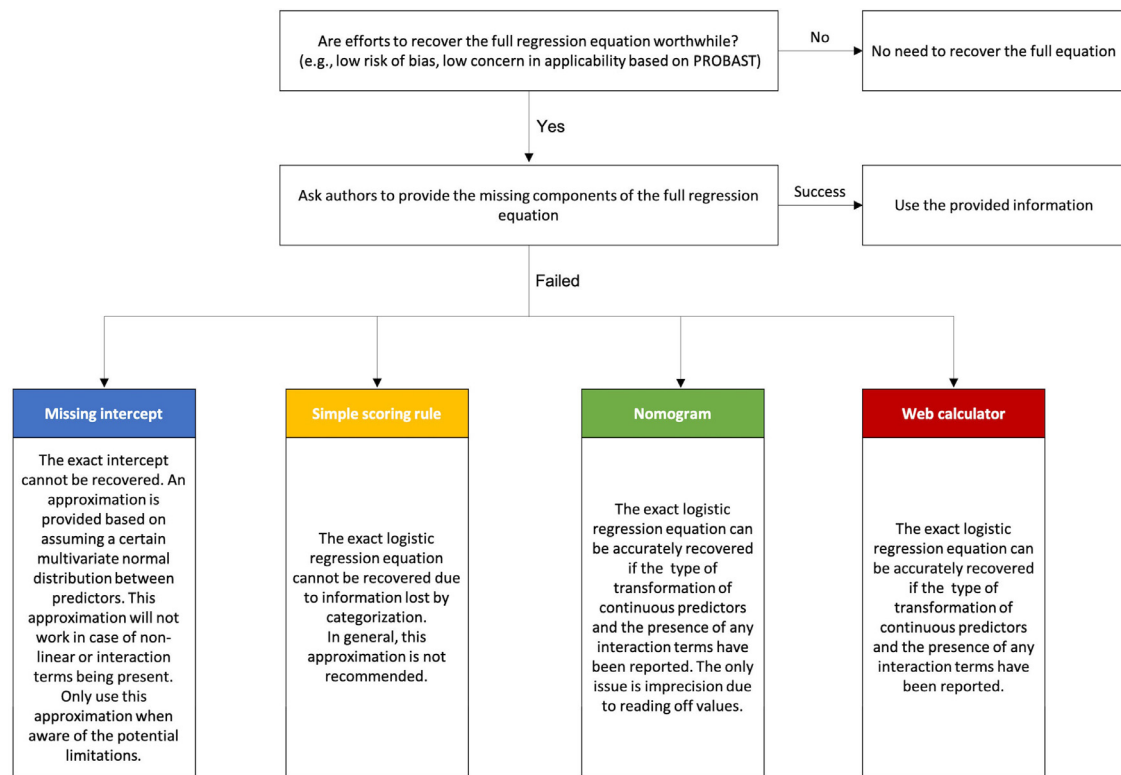 Are efforts to recover the full regression equation worthwhile?
(e.g., low risk of bias, low concern in applicability based on PROBAST)
No
No need to recover the full equation
Yes
Ask authors to provide the missing components of the full regression
equation
Success
Use the provided information
Failed
Missing intercept
The exact intercept
cannot be recovered. An
approximation is
provided based on
assuming a certain
multivariate normal
distribution between
predictors. This
approximation will not
work in case of non-
linear or interaction
terms being present.
Only use this
approximation when
aware of the potential
limitations.
Simple scoring rule
The exact logistic
regression equation
cannot be recovered due
to information lost by
categorization.
In general, this
approximation is not
recommended.
Nomogram
The exact logistic
regression equation can
be accurately recovered
if the type of
transformation of
continuous predictors
and the presence of any
interaction terms have
been reported. The only
issue is imprecision due
to reading off values.
Web calculator
The exact logistic
regression equation can
be accurately recovered
if the type of
transformation of
continuous predictors
and the presence of any
interaction terms have
been reported.